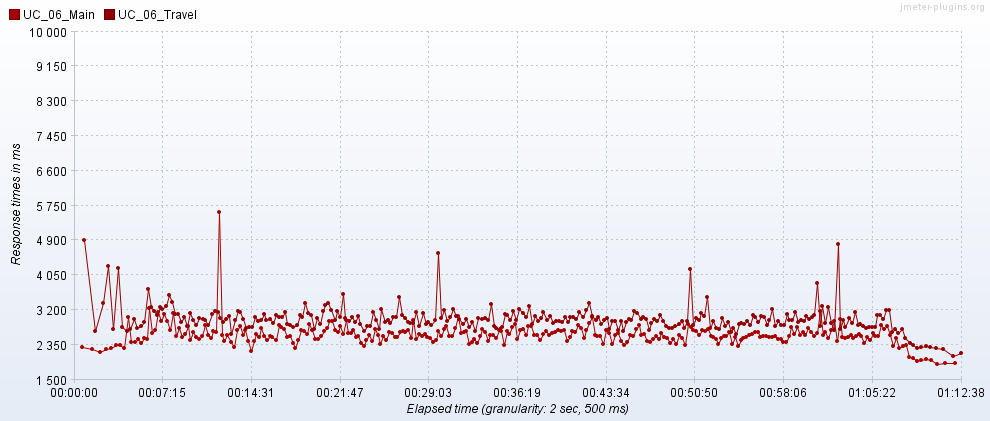 UC_06_Main UC_06_Travel
jmeter-plugins.org
10 000
9 150
8 300
7 450
6 600
5 750
4 900
4 050
3 200
2 350
1 500
Response times in ms
00:00:00 00:07:15 00:14:31 00:21:47 00:29:03 00:36:19 00:43:34 00:50:50 00:58:06 01:05:22 01:12:38
Elapsed time (granularity: 2 sec, 500 ms)